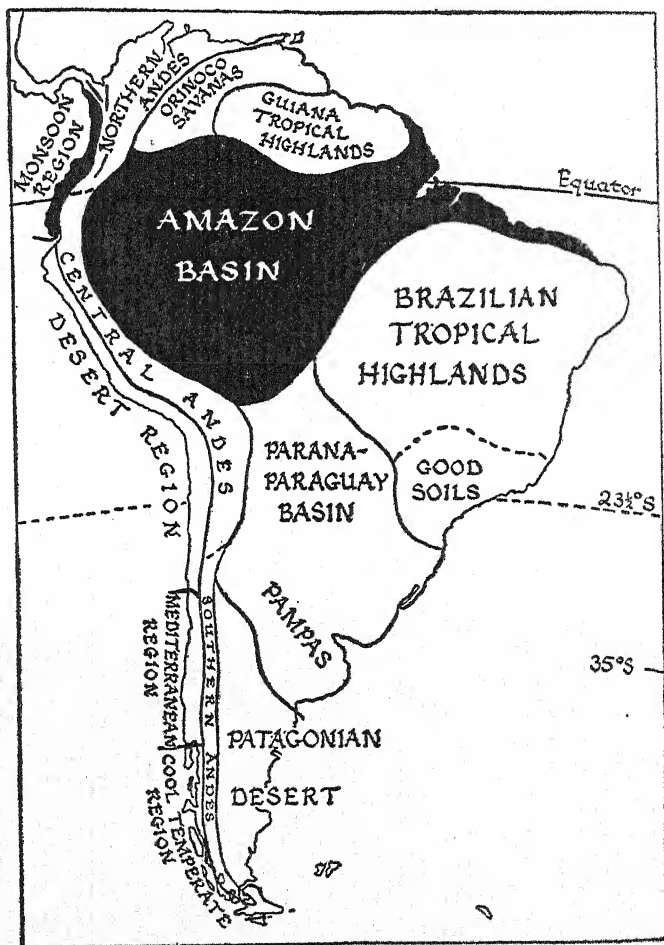 NORTHERN
ANDES
ORINOCO
SAVANAS
GUIANA
TROPICAL
HIGHLANDS
MONSOON
REGION
Equator
AMAZON
BASIN
BRAZILIAN
TROPICAL
HIGHLANDS
CENTRAL ANDES
DESERT REGION
PARANA-
PARAGUAY
BASIN
GOOD
SOILS
23½°S
PAMPAS
SOUTHERN ANDES
MEDITERRANEAN
REGION
35°S
PATAGONIAN
DESERT
COOL TEMPERATE
REGION